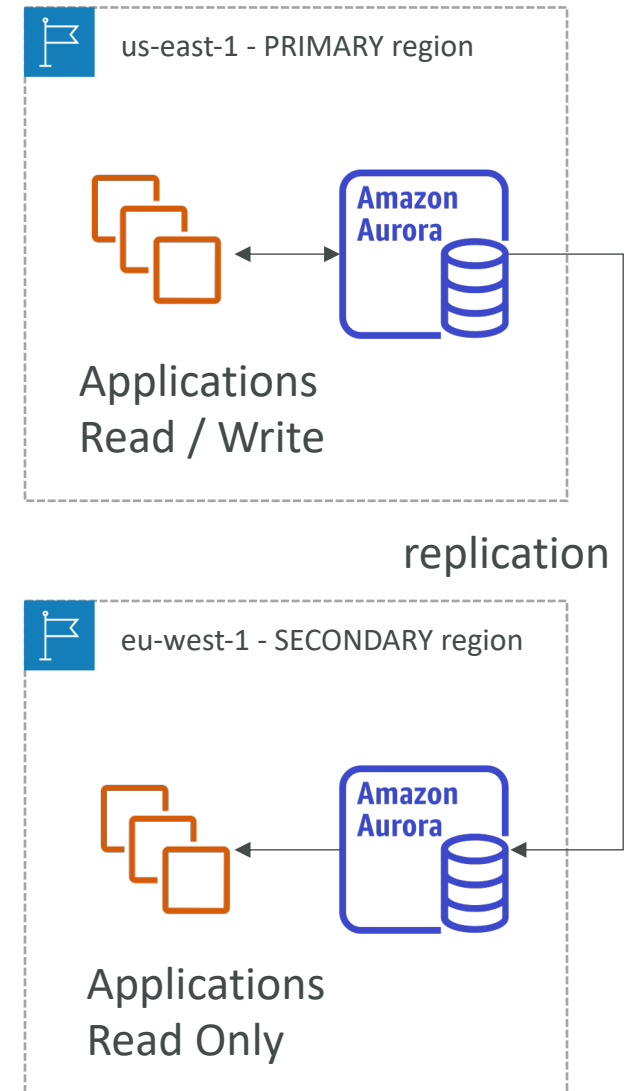 us-east-1 - PRIMARY region
Amazon
Aurora
Applications
Read / Write
replication
eu-west-1 - SECONDARY region
Amazon
Aurora
Applications
Read Only